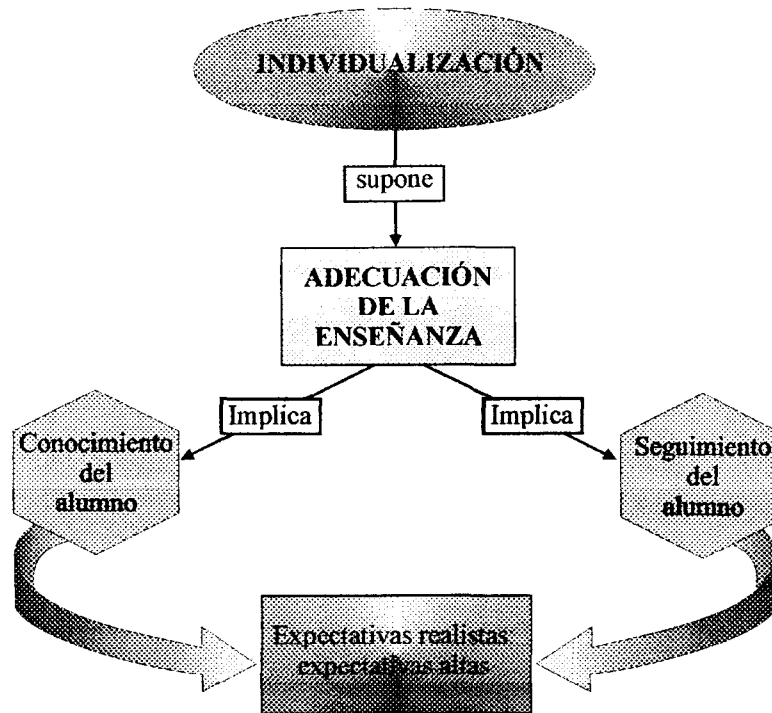 INDIVIDUALIZACIÓN
supone
ADECUACIÓN
DE LA
ENSEÑANZA
Implica
Implica
Conocimiento
del
alumno
Seguimiento
del
alumno
Expectativas realistas
expectativas altas